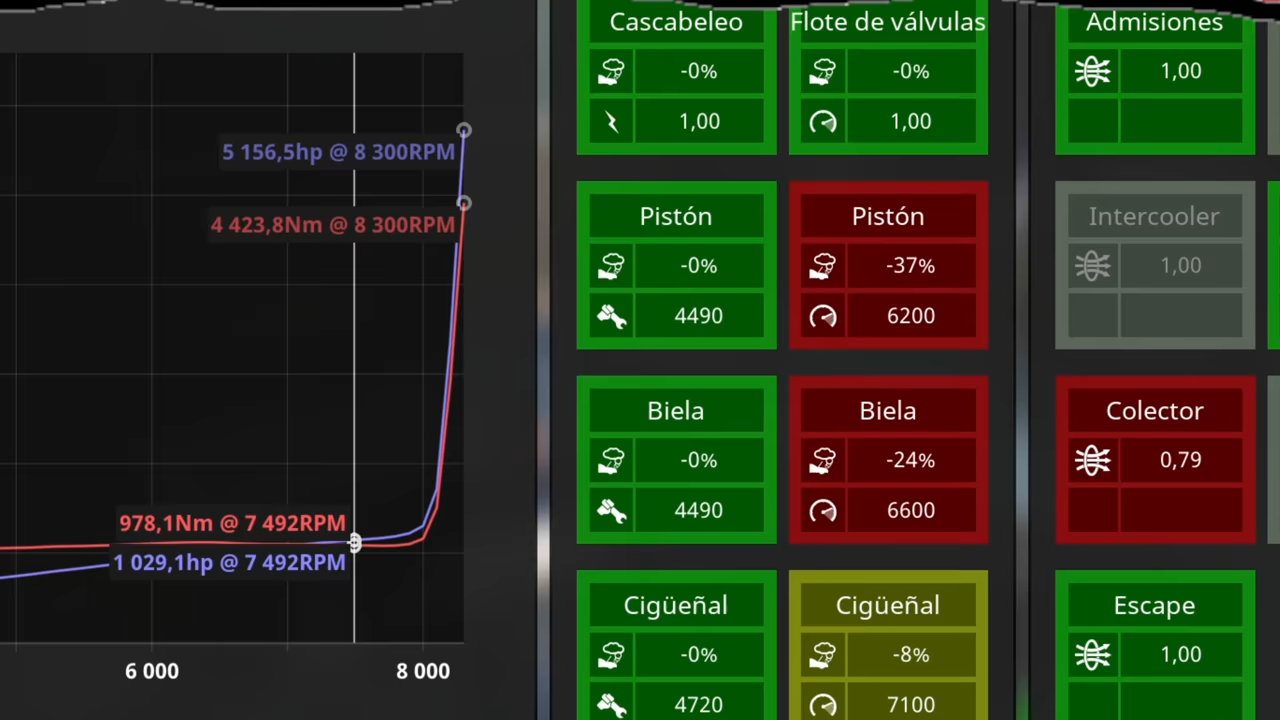 5 156,5hp @ 8 300RPM
4 423,8Nm @ 8 300RPM
978,1Nm @ 7 492RPM
1 029,1hp @ 7 492RPM
6 000
8 000
Cascabeleo
-0%
1,00
Flote de válvulas
-0%
1,00
Admisiones
1,00
Pistón
-0%
4490
Pistón
-37%
6200
Intercooler
1,00
Biela
-0%
4490
Biela
-24%
6600
Colector
0,79
Cigüeñal
-0%
4720
Cigüeñal
-8%
7100
Escape
1,00